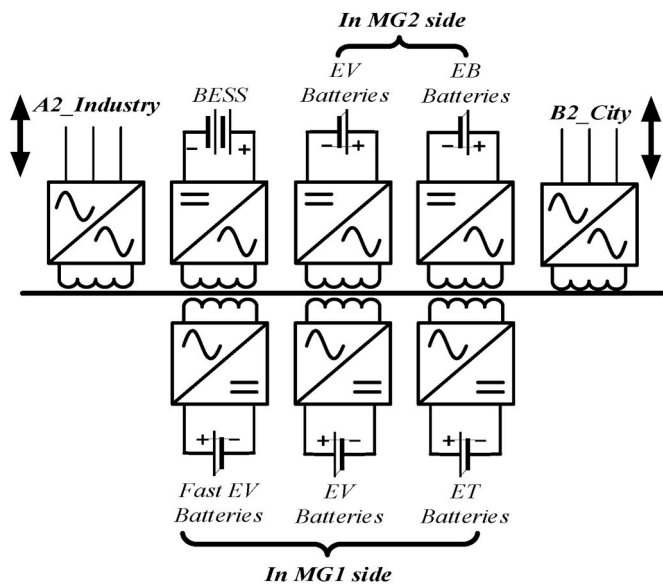 In MG2 side
EV
Batteries
EB
Batteries
A2_Industry
BESS
B2_City
- +
- +
- +
+ -
+ -
+ -
Fast EV
Batteries
EV
Batteries
ET
Batteries
In MG1 side